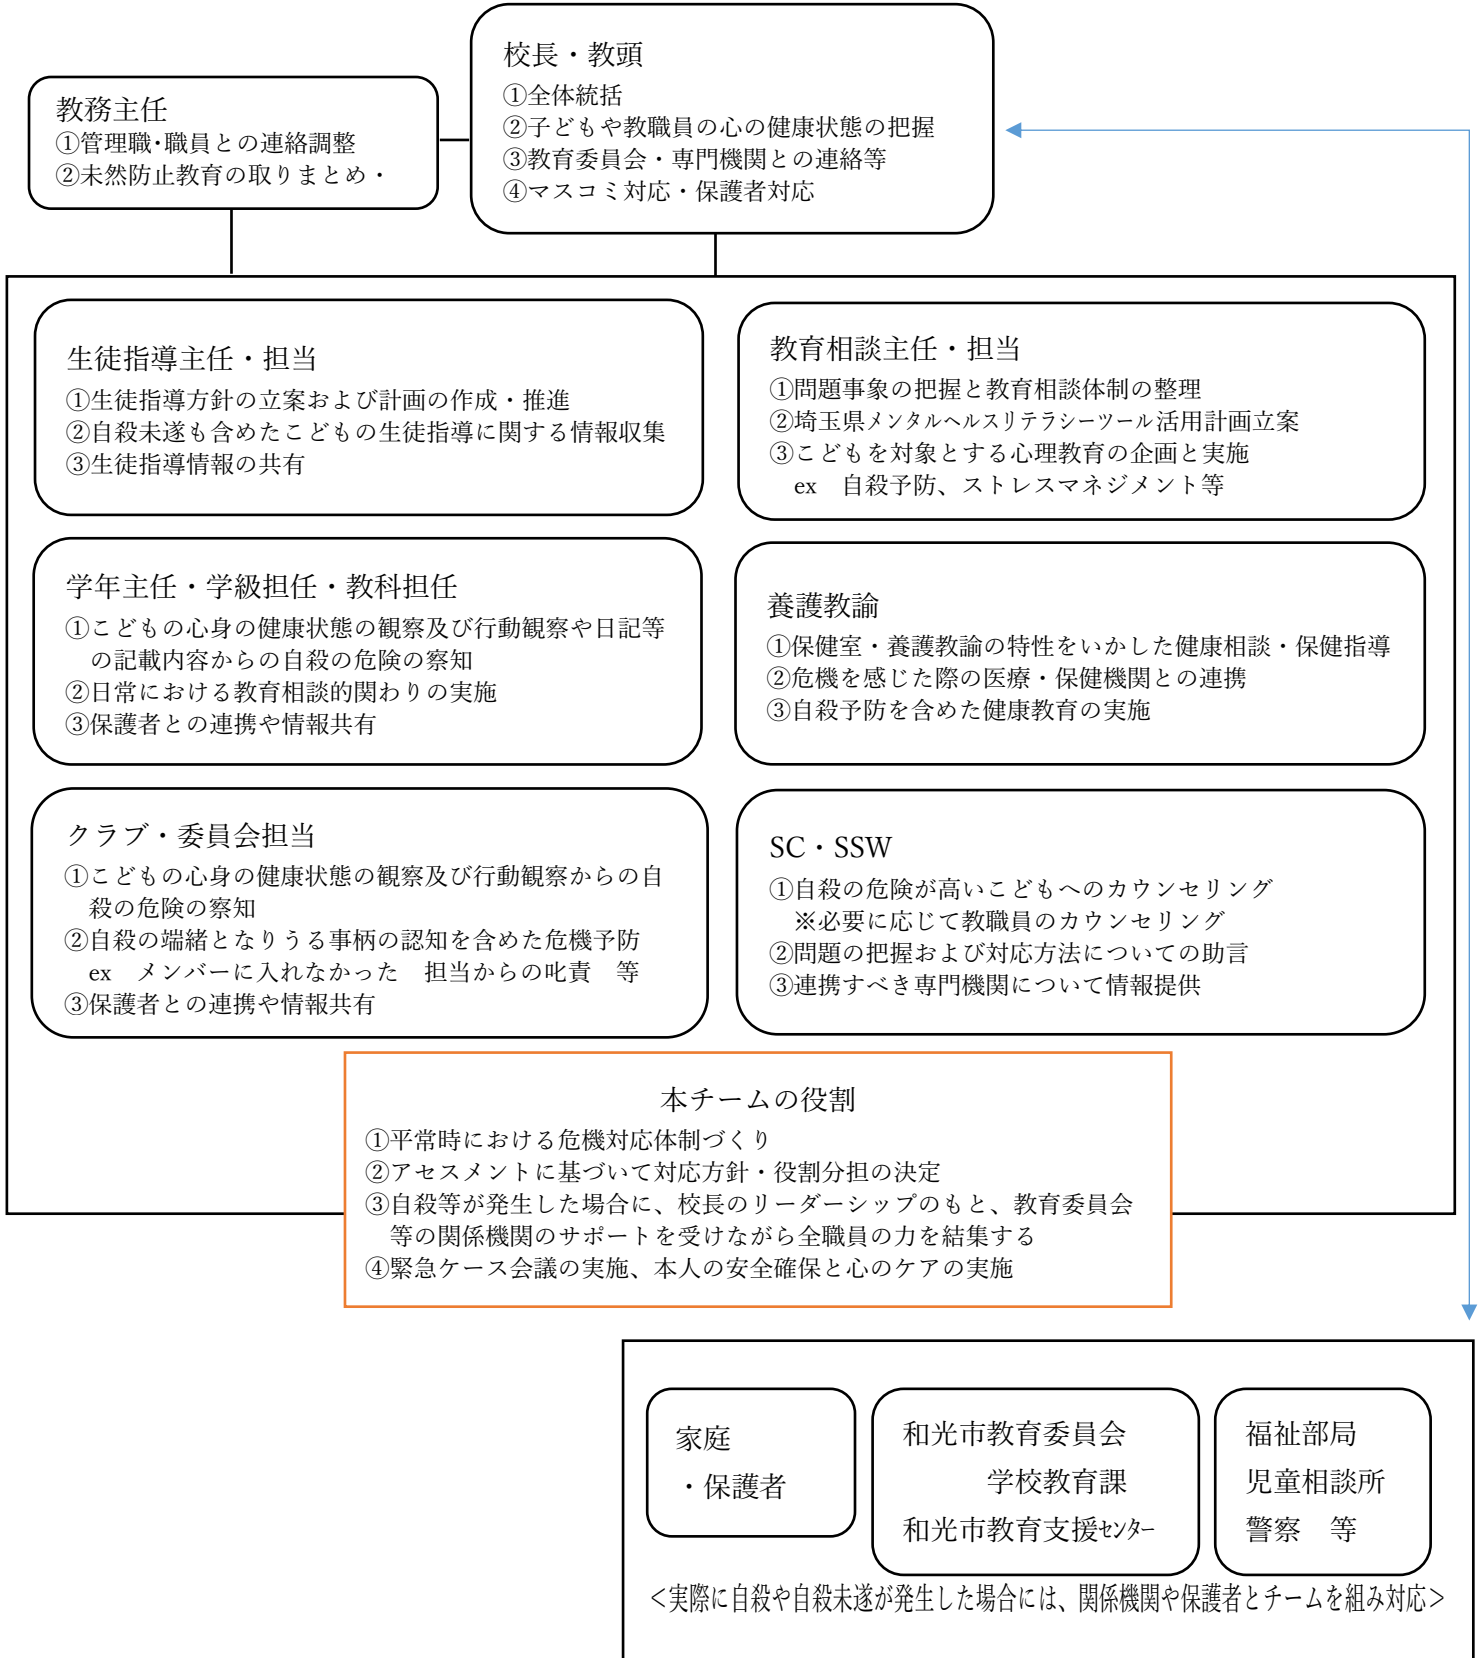 校長・教頭
①全体統括
②子どもや教職員の心の健康状態の把握
③教育委員会・専門機関との連絡等
④マスコミ対応・保護者対応
教務主任
①管理職･職員との連絡調整
②未然防止教育の取りまとめ・
生徒指導主任・担当
①生徒指導方針の立案および計画の作成・推進
②自殺未遂も含めたこどもの生徒指導に関する情報収集
③生徒指導情報の共有
教育相談主任・担当
①問題事象の把握と教育相談体制の整理
②埼玉県メンタルヘルスリテラシーツール活用計画立案
③こどもを対象とする心理教育の企画と実施
ex　自殺予防、ストレスマネジメント等
学年主任・学級担任・教科担任
①こどもの心身の健康状態の観察及び行動観察や日記等
の記載内容からの自殺の危険の察知
②日常における教育相談的関わりの実施
③保護者との連携や情報共有
養護教諭
①保健室・養護教諭の特性をいかした健康相談・保健指導
②危機を感じた際の医療・保健機関との連携
③自殺予防を含めた健康教育の実施
クラブ・委員会担当
①こどもの心身の健康状態の観察及び行動観察からの自
殺の危険の察知
②自殺の端緒となりうる事柄の認知を含めた危機予防
ex　メンバーに入れなかった　担当からの叱責　等
③保護者との連携や情報共有
SC・SSW
①自殺の危険が高いこどもへのカウンセリング
※必要に応じて教職員のカウンセリング
②問題の把握および対応方法についての助言
③連携すべき専門機関について情報提供
本チームの役割
①平常時における危機対応体制づくり
②アセスメントに基づいて対応方針・役割分担の決定
③自殺等が発生した場合に、校長のリーダーシップのもと、教育委員会
等の関係機関のサポートを受けながら全職員の力を結集する
④緊急ケース会議の実施、本人の安全確保と心のケアの実施
家庭
・保護者
和光市教育委員会
学校教育課
和光市教育支援ｾﾝﾀｰ
福祉部局
児童相談所
警察　等
＜実際に自殺や自殺未遂が発生した場合には、関係機関や保護者とチームを組み対応＞